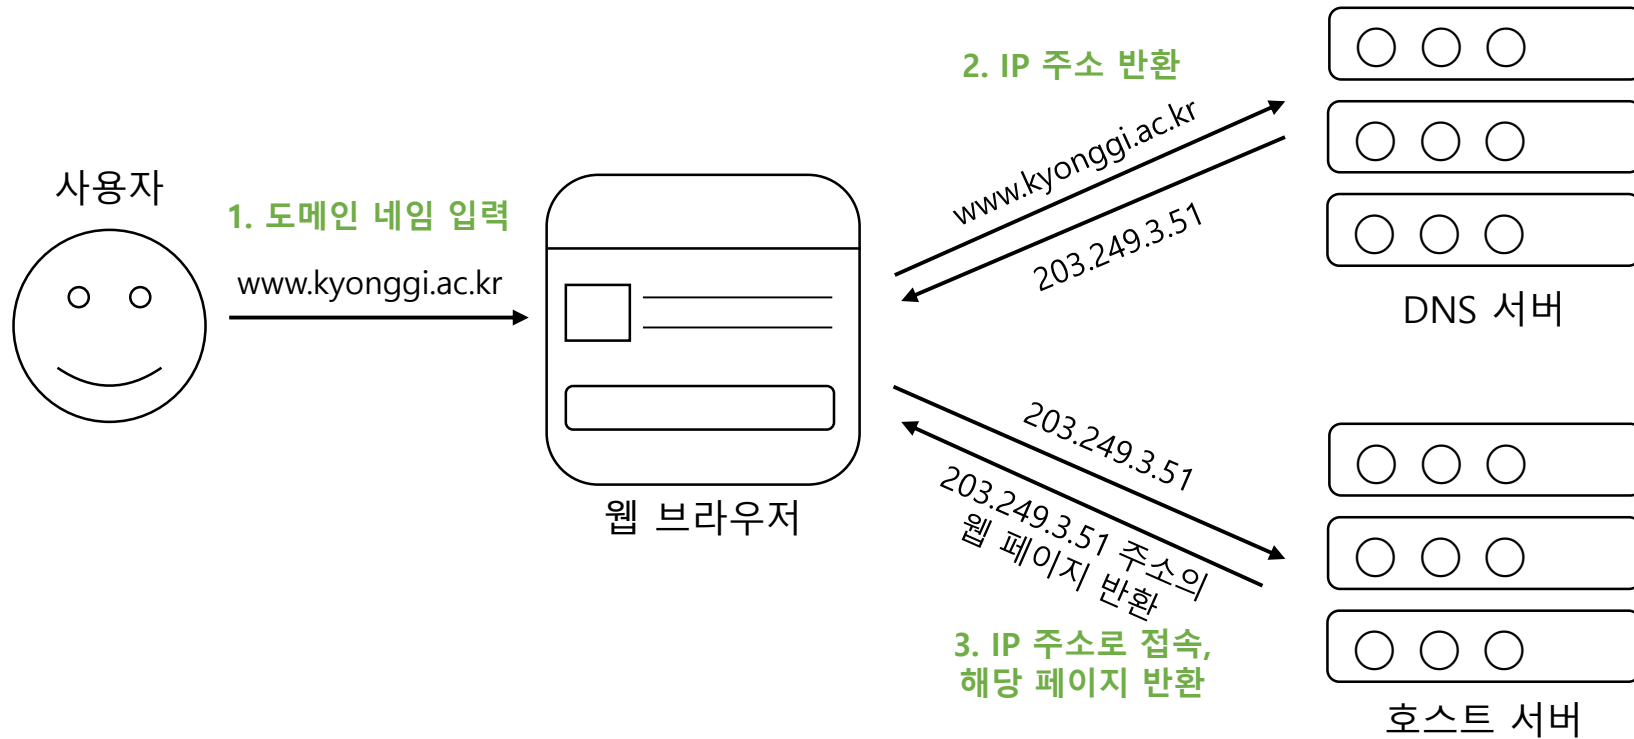 사용자
1. 도메인 네임 입력
www.kyonggi.ac.kr
웹 브라우저
2. IP 주소 반환
www.kyonggi.ac.kr
203.249.3.51
DNS 서버
203.249.3.51
203.249.3.51 주소의
웹 페이지 반환
3. IP 주소로 접속,
해당 페이지 반환
호스트 서버